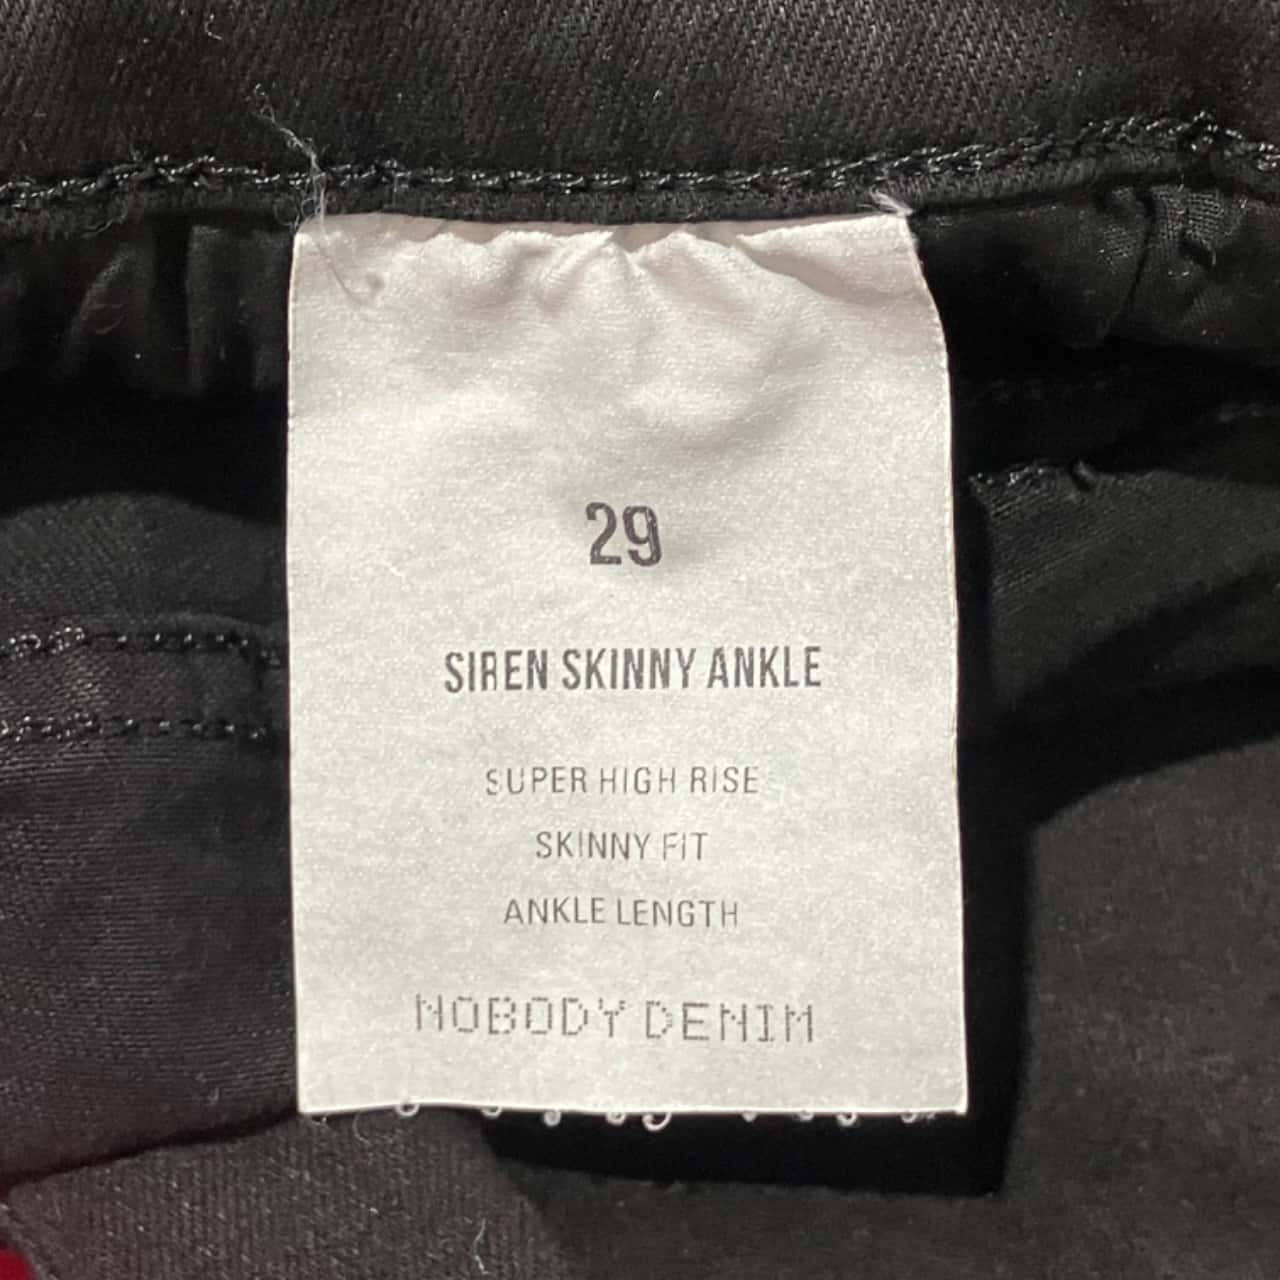 29
SIREN SKINNY ANKLE
SUPER HIGH RISE
SKINNY FIT
ANKLE LENGTH
NOBODY DENIM